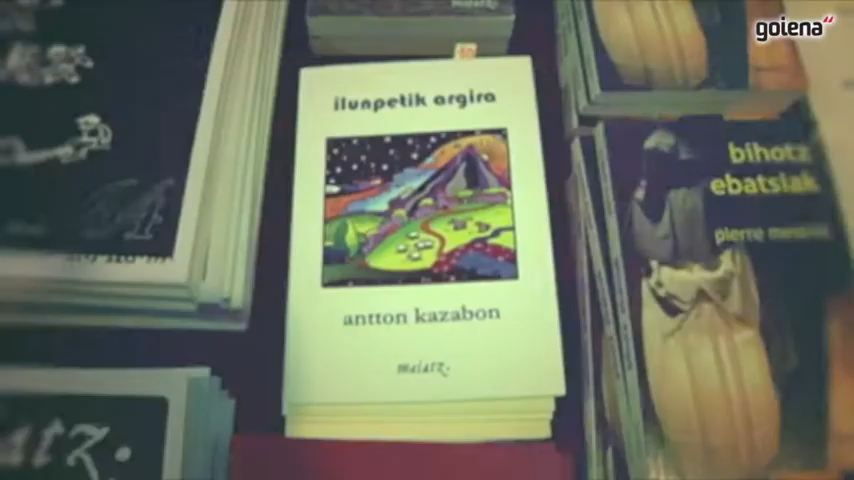 goiena
ilunpetik argira
antton kazabon
maiatz.
bihotz
ebatsiak
pierre